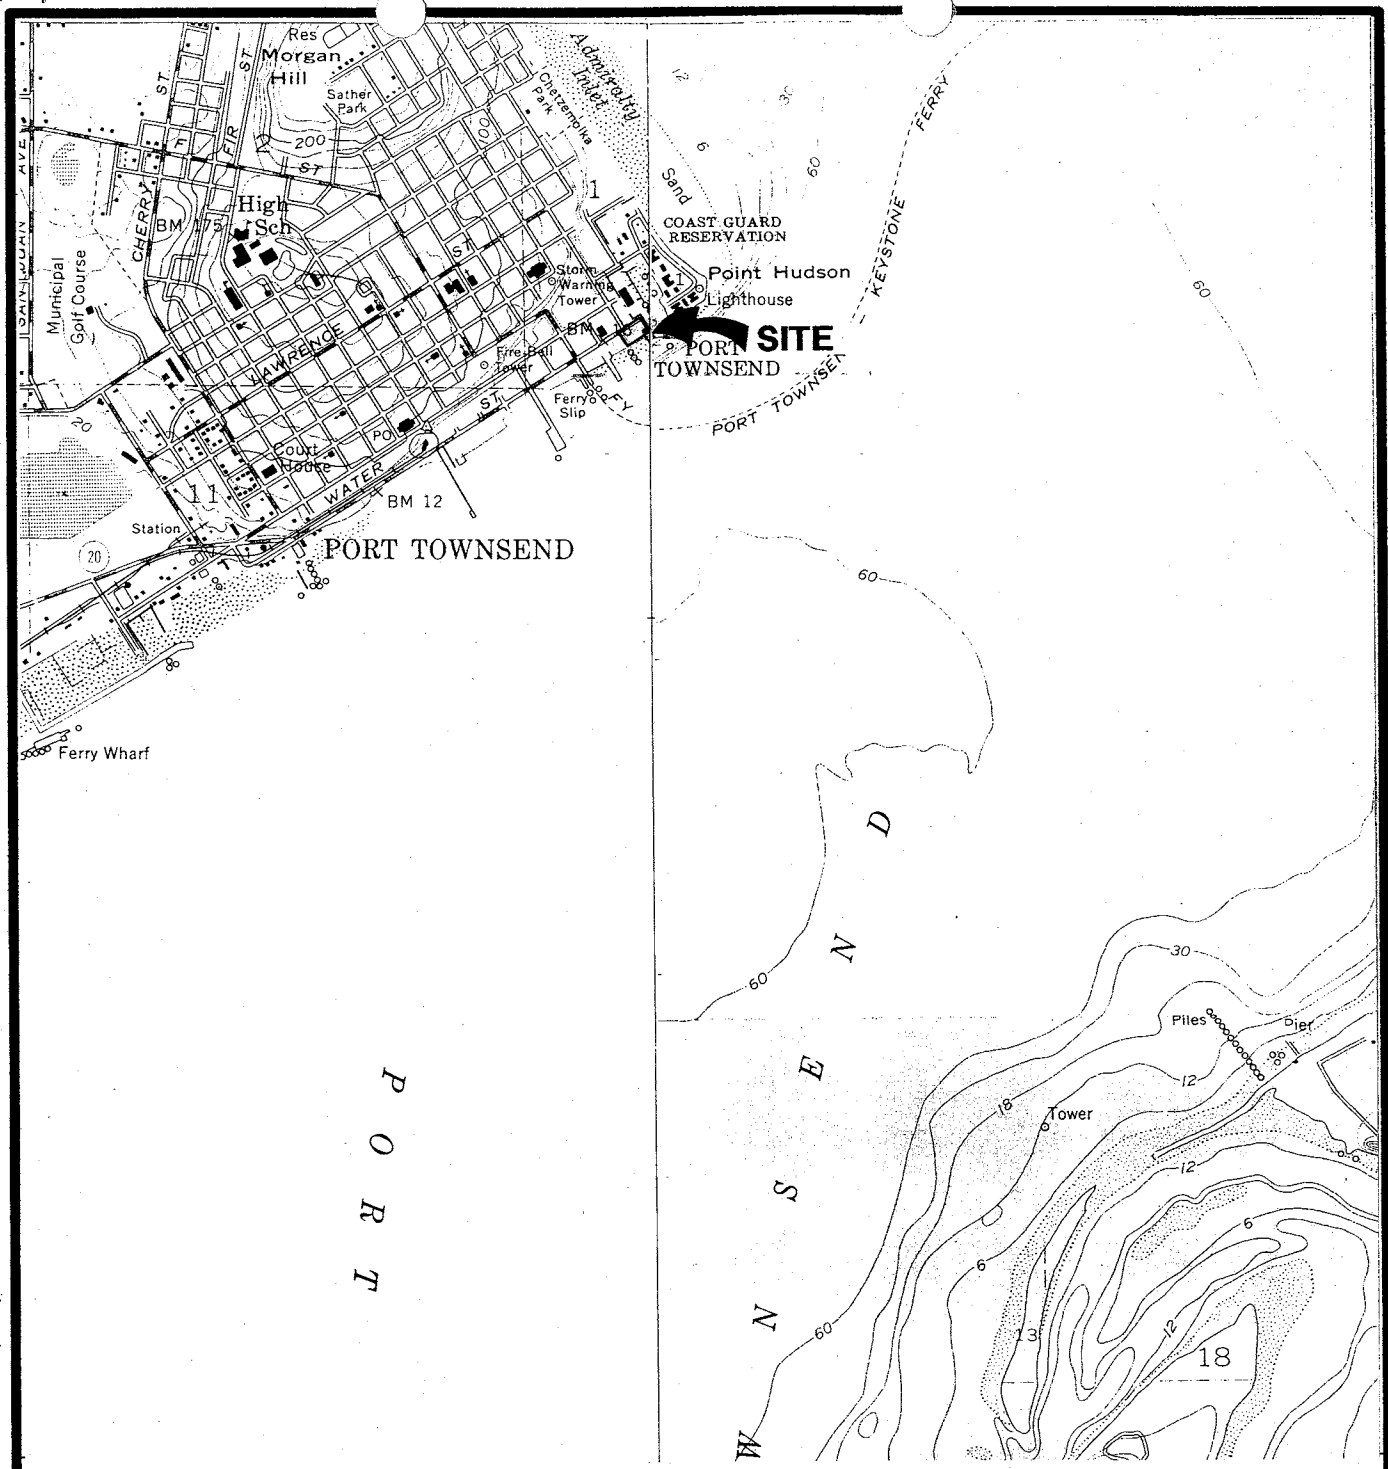 Res
Morgan
Hill
Sather
Park
Chetzemolka
Park
Admiralty
Inlet
12
6
30
60
Sand
KEYSTONE FERRY
ST
FIR ST
2
200
ST
100
F
AVE
SAN JUAN
CHERRY
BM 175
High
Sch
1
COAST GUARD
RESERVATION
Point Hudson
Lighthouse
Municipal
Golf Course
ST
Storm
Warning
Tower
BM
SITE
PORT
TOWNSEND
LAWRENCE
Fire Bell
Tower
60
PORT TOWNSEN
Ferry
Slip
FY
ST
20
PO
Court
House
WATER
11
BM 12
Station
20
PORT TOWNSEND
60
Ferry Wharf
D
N
E
S
N
W
60
30
Piles
Pier
12
18
Tower
12
P
O
R
T
6
6
60
13
12
18